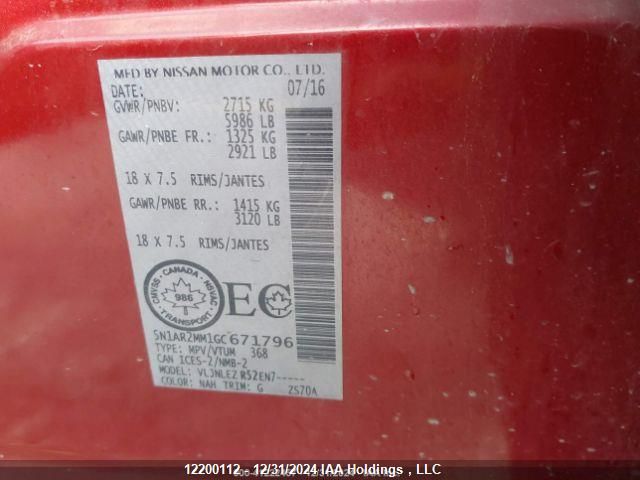 MFD BY NISSAN MOTOR CO., LTD.
DATE: 07/16
GVWR/PNBV: 2715 KG
5986 LB
GAWR/PNBE FR.: 1325 KG
2921 LB
18 X 7.5 RIMS/JANTES
GAWR/PNBE RR.: 1415 KG
3120 LB
18 X 7.5 RIMS/JANTES
CANADA
CMVSS NSVAC
986
TRANSPORT
EC
5N1AR2MM1GC671796
TYPE: MPV/VTUM 368
CAN ICES-2/NMB-2
MODEL: VLJNLEZ R52EN7-----
COLOR: NAH TRIM: G 2S70A
12200112 - 12/31/2024 IAA Holdings , LLC